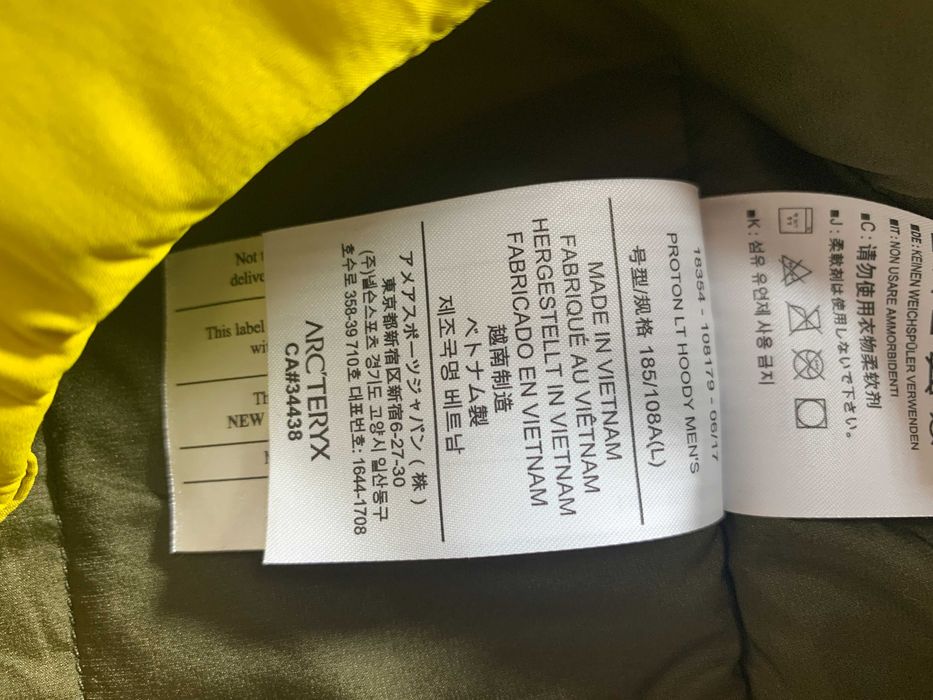 18354 - 108179 - 06/17
PROTON LT HOODY MEN'S
号型/规格 185/108A(L)
MADE IN VIETNAM
FABRIQUÉ AU VIÊTNAM
HERGESTELLT IN VIETNAM
FABRICADO EN VIETNAM
越南制造
ベトナム製
제조국명 베트남
アメアスポーツジャパン(株)
東京都新宿区新宿6-27-30
(주)넬슨스포츠 경기도 고양시 일산동구
호수로 358-39 710호 대표번호: 1644-1708
ARC'TERYX
CA#34438
■DE: KEINEN WEICHSPÜLER VERWENDEN
■IT: NON USARE AMMORBIDENTI
■C: 请勿使用衣物柔软剂
■J: 柔軟剤は使用しないで下さい。
■K: 섬유 유연제 사용 금지
Not
delive
This label
wi
Th
NEW